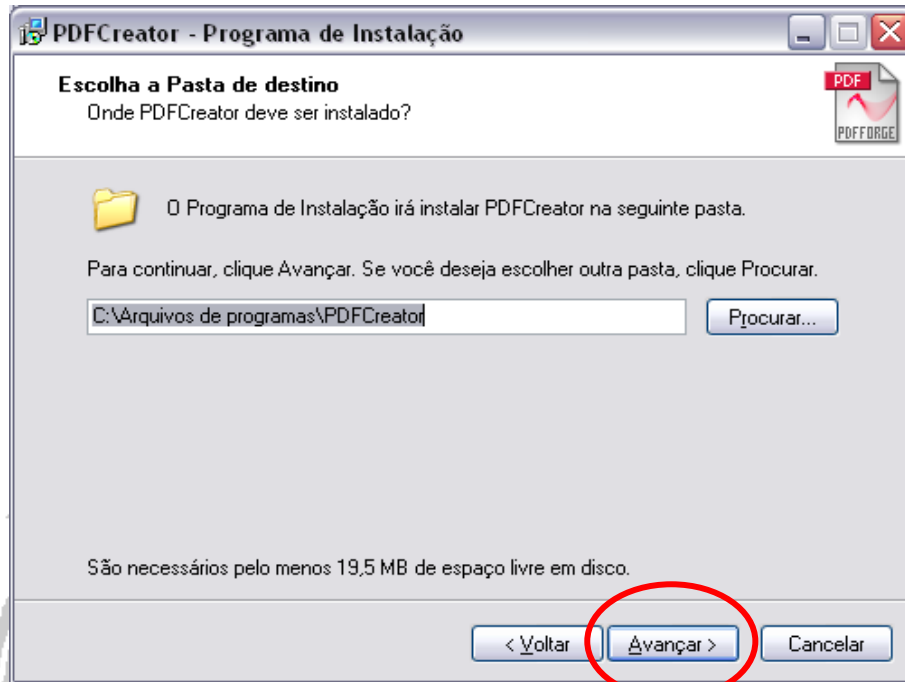 PDFCreator - Programa de Instalação
Escolha a Pasta de destino
Onde PDFCreator deve ser instalado?
PDF
PDFFORGE
O Programa de Instalação irá instalar PDFCreator na seguinte pasta.
Para continuar, clique Avançar. Se você deseja escolher outra pasta, clique Procurar.
C:\Arquivos de programas\PDFCreator
Procurar...
São necessários pelo menos 19,5 MB de espaço livre em disco.
< Voltar Avançar > Cancelar